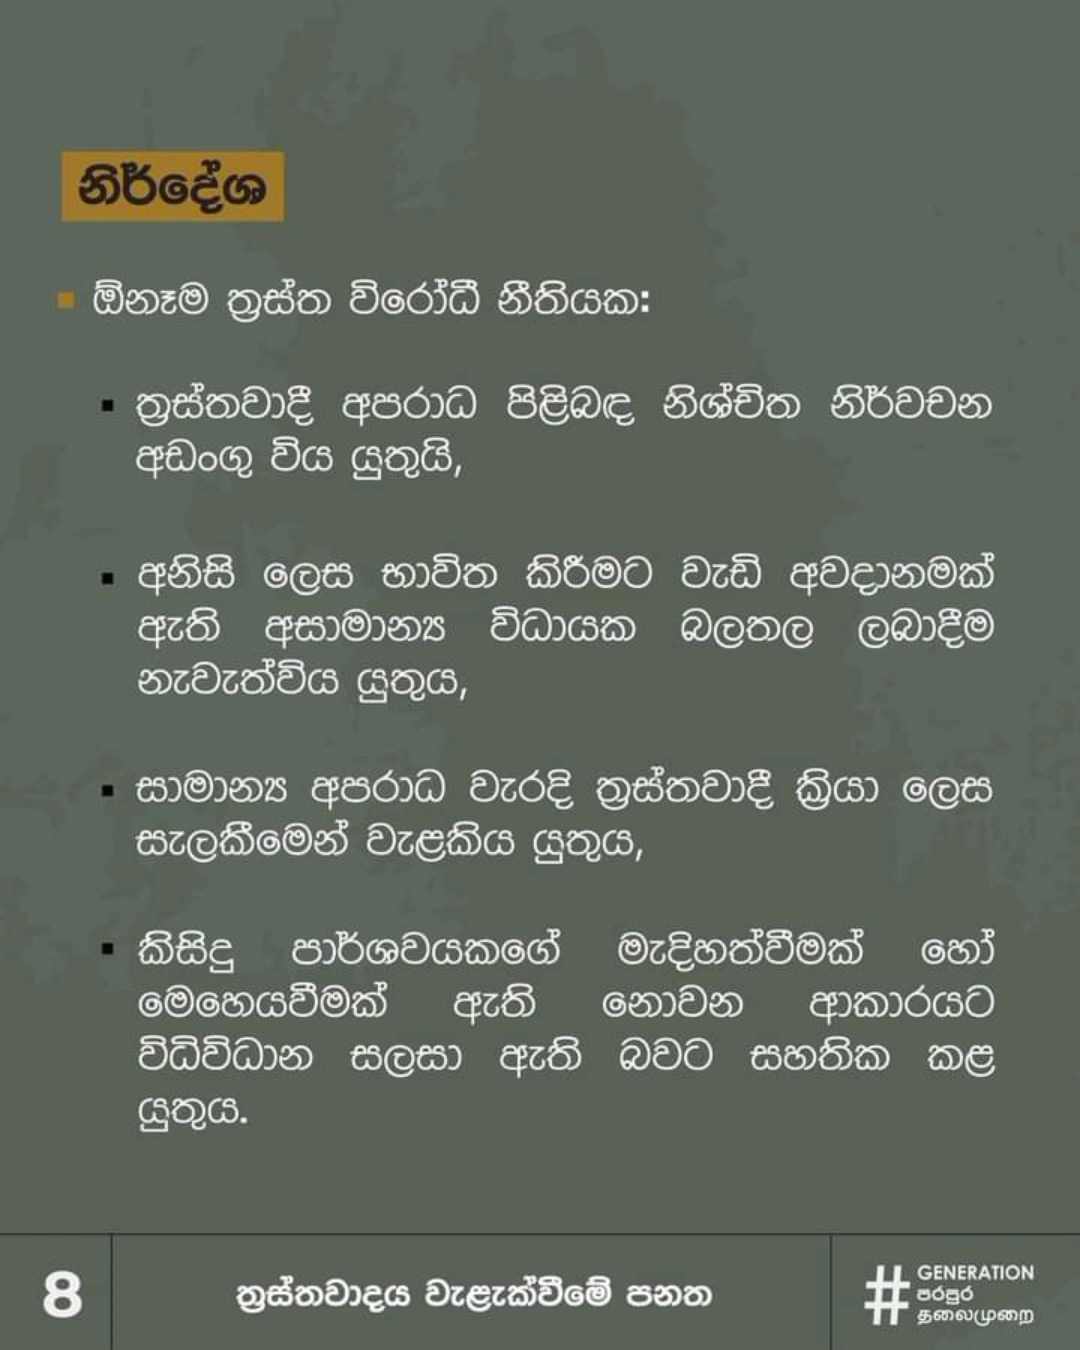 නිර්දේශ
▪ ඕනෑම ත්‍රස්ත විරෝධී නීතියක:
▪ ත්‍රස්තවාදී අපරාධ පිළිබඳ නිශ්චිත නිර්වචන
අඩංගු විය යුතුයි,
▪ අනිසි ලෙස භාවිත කිරීමට වැඩි අවදානමක්
ඇති අසාමාන්‍ය විධායක බලතල ලබාදීම
නැවැත්විය යුතුය,
▪ සාමාන්‍ය අපරාධ වැරදි ත්‍රස්තවාදී ක්‍රියා ලෙස
සැලකීමෙන් වැළකිය යුතුය,
▪ කිසිදු පාර්ශවයකගේ මැදිහත්වීමක් හෝ
මෙහෙයවීමක් ඇති නොවන ආකාරයට
විධිවිධාන සලසා ඇති බවට සහතික කළ
යුතුය.
8
ත්‍රස්තවාදය වැළැක්වීමේ පනත
# GENERATION
පරපුර
தலைமுறை